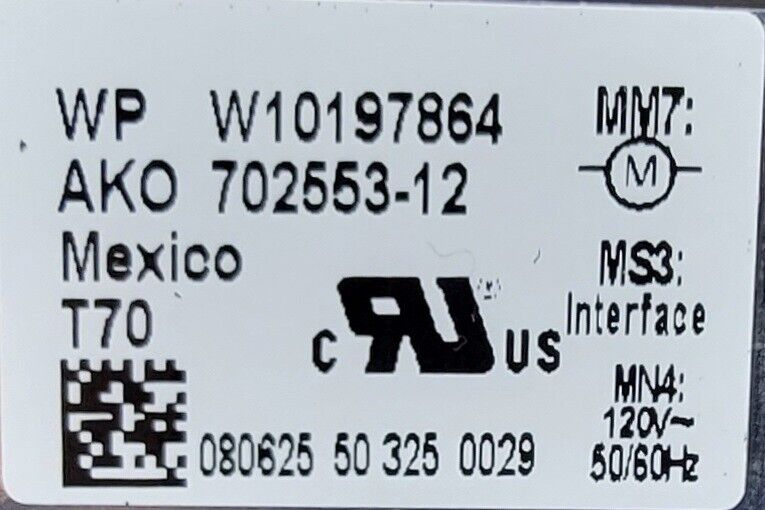 WP W10197864
AKO 702553-12
Mexico
T70
c RU US
080625 50 325 0029
MM7:
M
MS3:
Interface
MN4:
120V~
50/60Hz